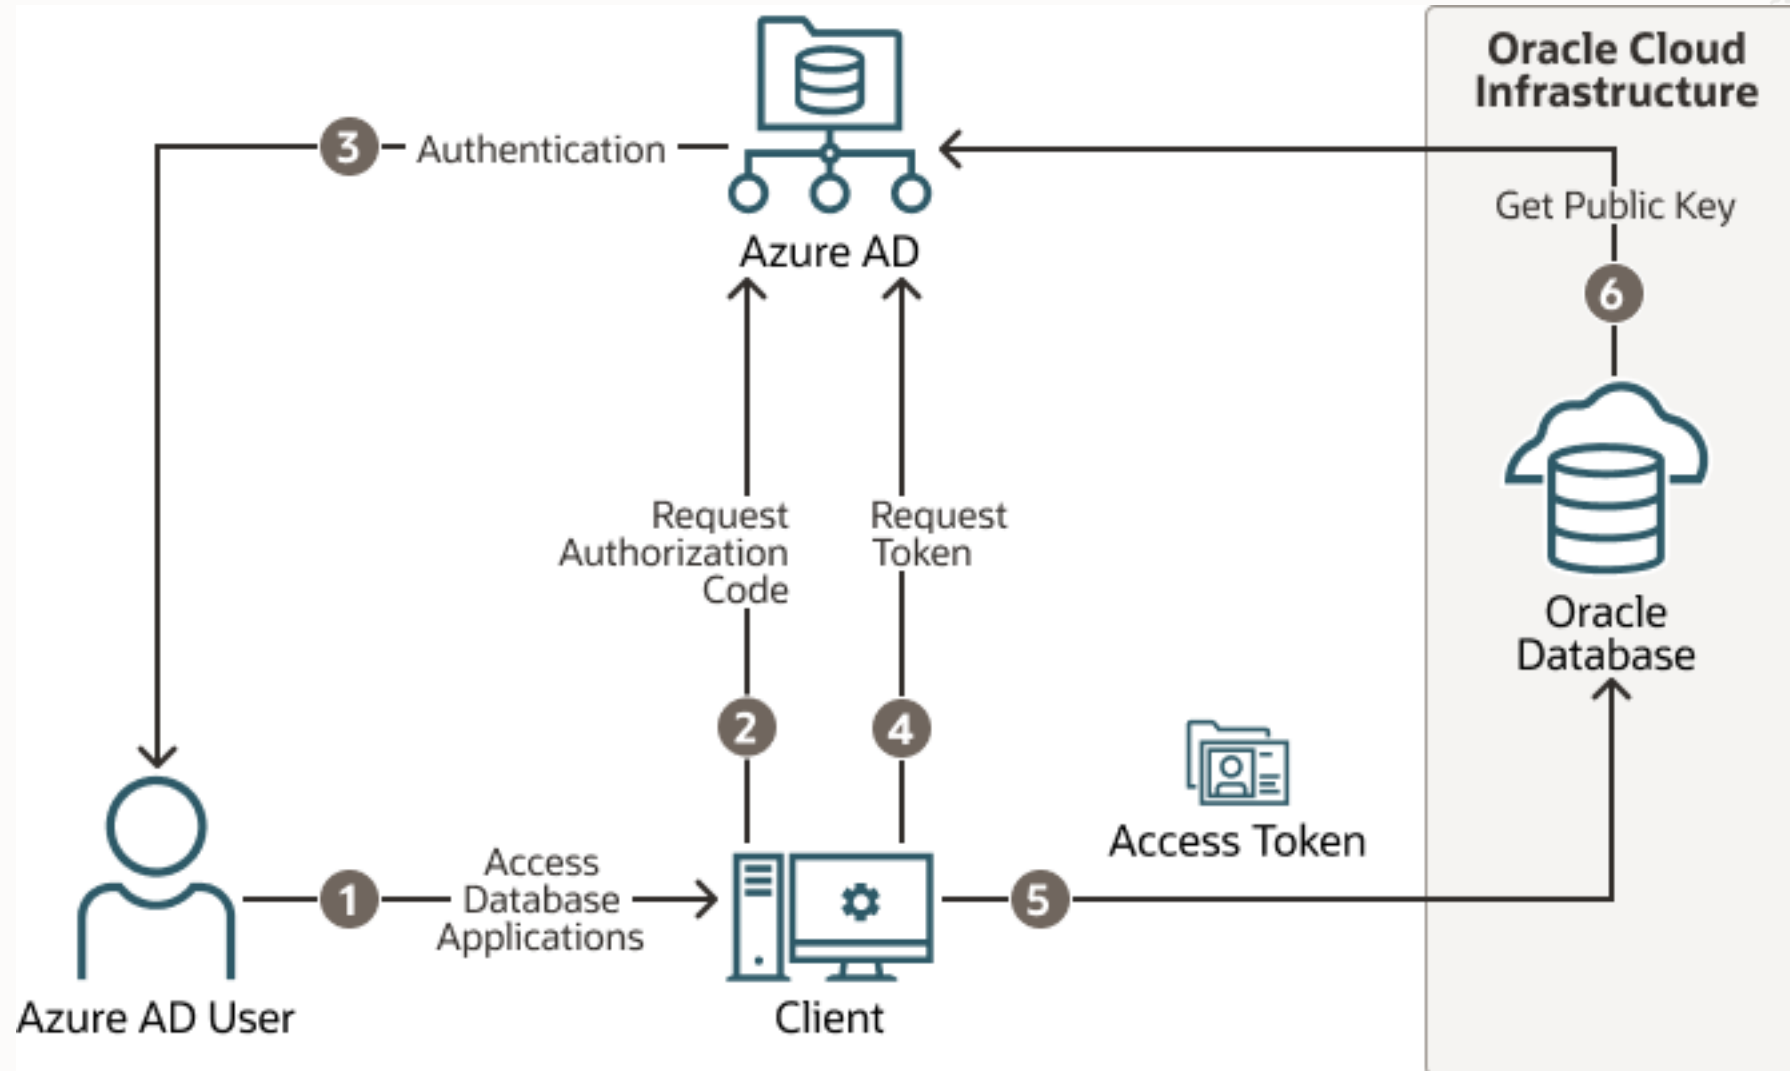 Oracle Cloud
Infrastructure
3
Authentication
Azure AD
Get Public Key
6
Request
Authorization
Code
Request
Token
2
4
Oracle
Database
Access Token
1
Access
Database
Applications
5
Azure AD User
Client